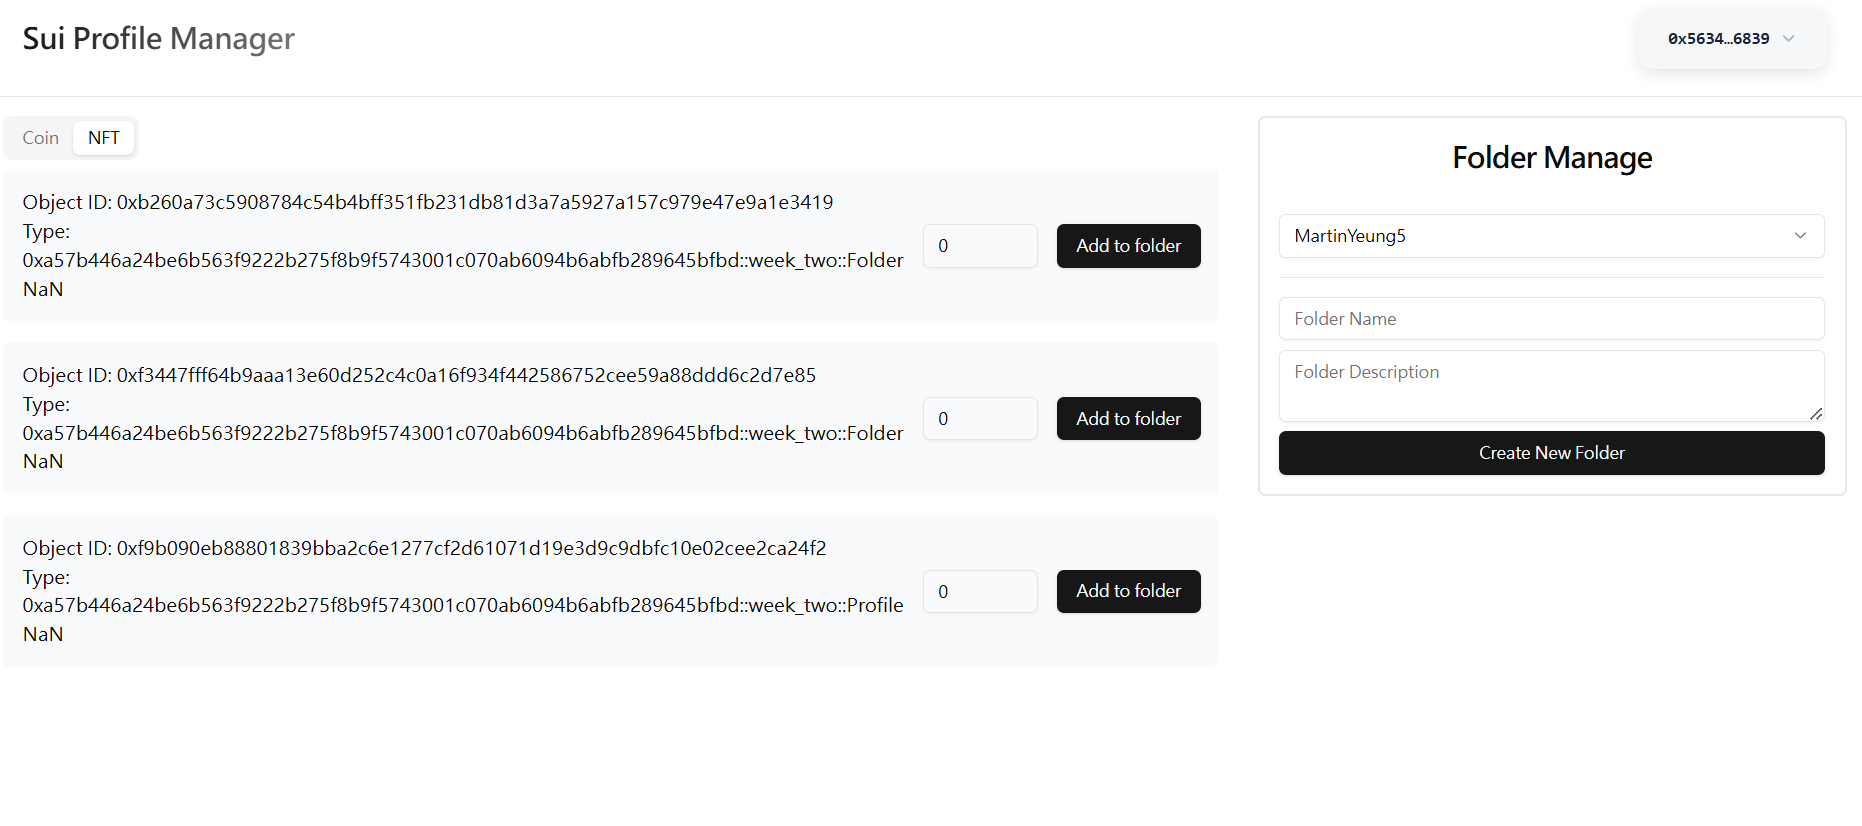 Sui Profile Manager
0x5634...6839
Coin
NFT
Object ID: 0xb260a73c5908784c54b4bff351fb231db81d3a7a5927a157c979e47e9a1e3419
Type:
0xa57b446a24be6b563f9222b275f8b9f5743001c070ab6094b6abfb289645bfbd::week_two::Folder
NaN
0
Add to folder
Object ID: 0xf3447fff64b9aaa13e60d252c4c0a16f934f442586752cee59a88ddd6c2d7e85
Type:
0xa57b446a24be6b563f9222b275f8b9f5743001c070ab6094b6abfb289645bfbd::week_two::Folder
NaN
0
Add to folder
Object ID: 0xf9b090eb88801839bba2c6e1277cf2d61071d19e3d9c9dbfc10e02cee2ca24f2
Type:
0xa57b446a24be6b563f9222b275f8b9f5743001c070ab6094b6abfb289645bfbd::week_two::Profile
NaN
0
Add to folder
Folder Manage
MartinYeung5
Folder Name
Folder Description
Create New Folder